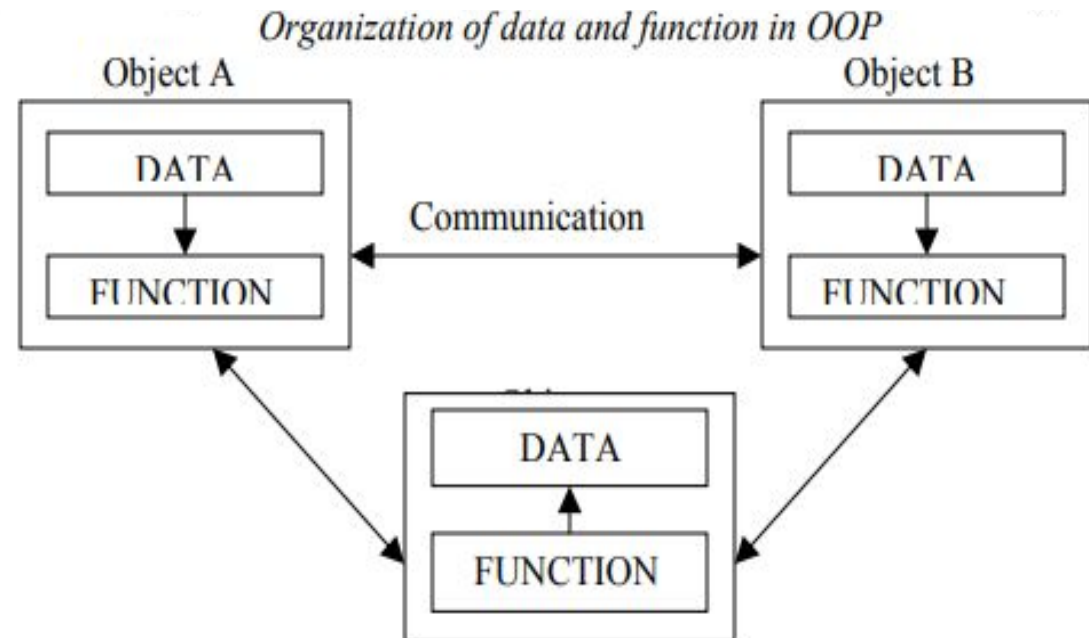 Organization of data and function in OOP
Object A
Object B
DATA
DATA
Communication
FUNCTION
FUNCTION
DATA
FUNCTION